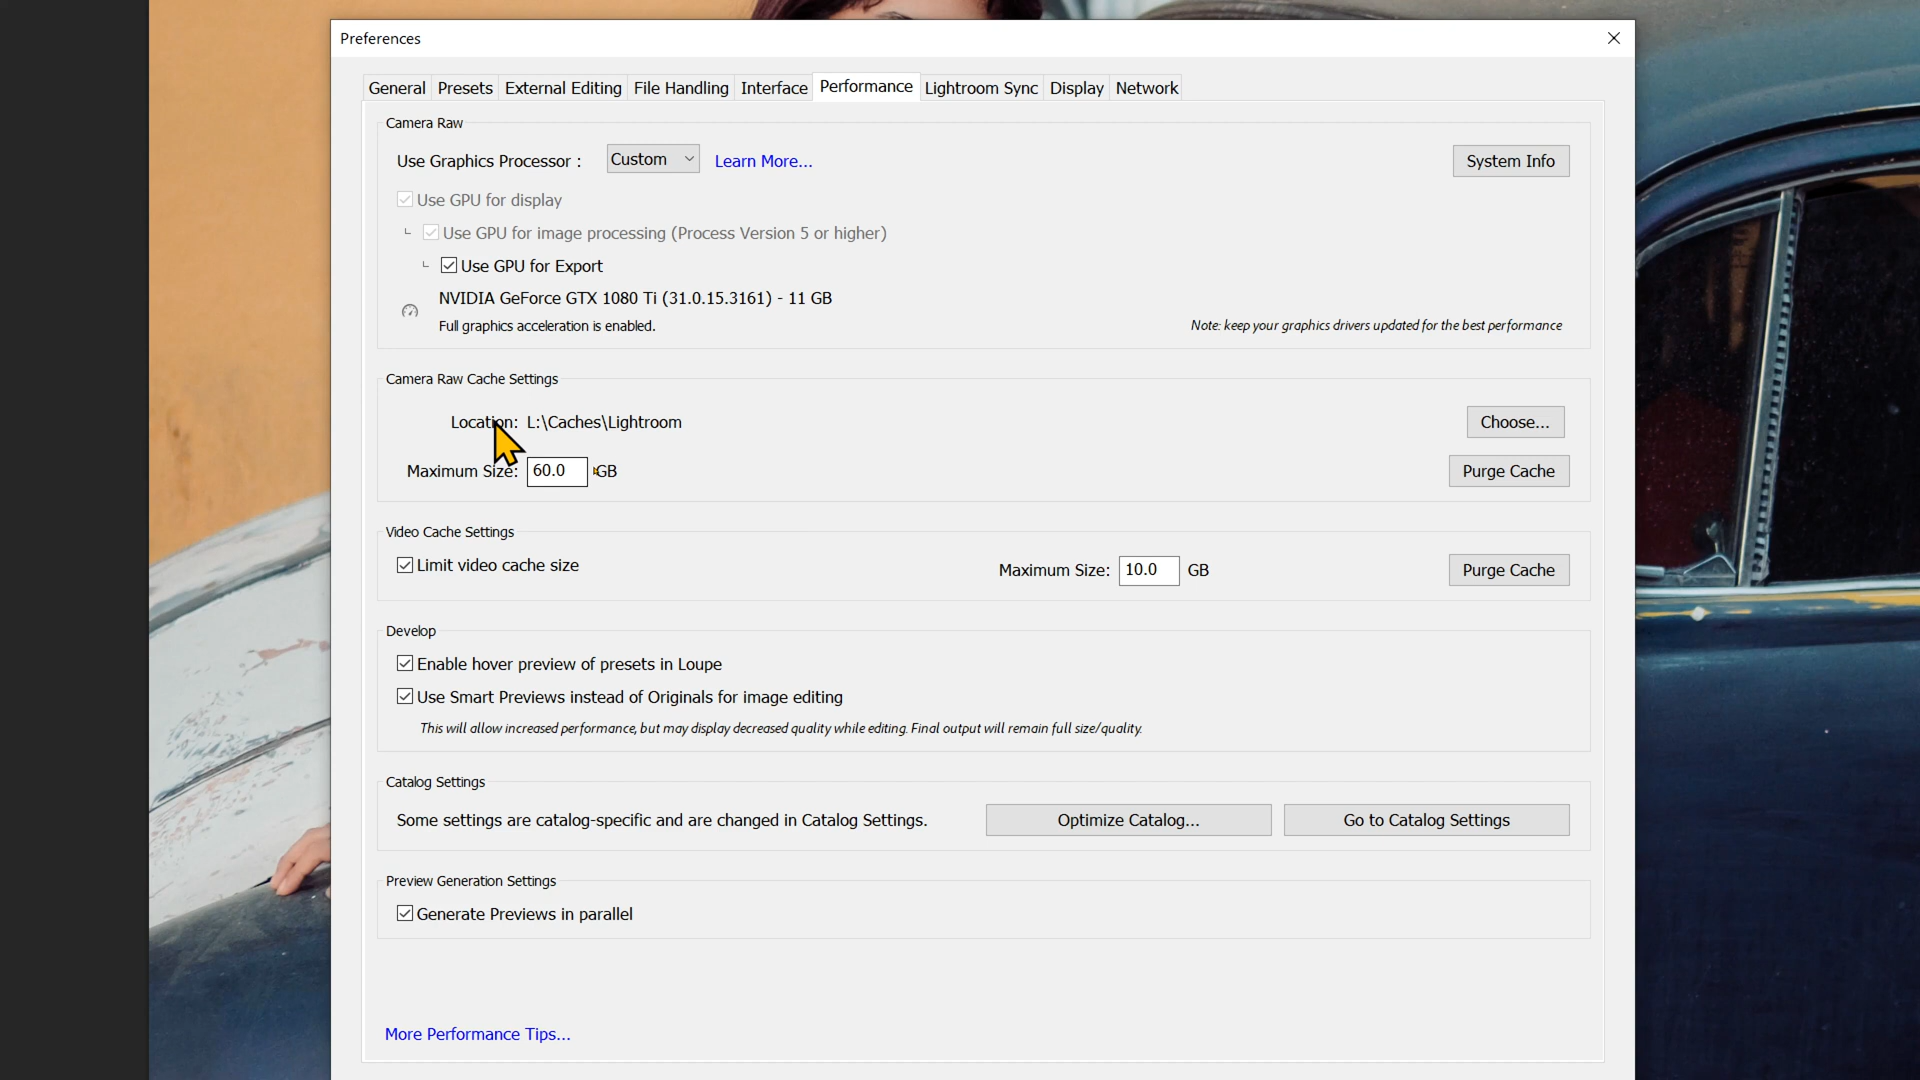 Preferences
General Presets External Editing File Handling Interface Performance Lightroom Sync Display Network
Camera Raw
Use Graphics Processor : Custom Learn More... System Info
Use GPU for display
Use GPU for image processing (Process Version 5 or higher)
Use GPU for Export
NVIDIA GeForce GTX 1080 Ti (31.0.15.3161) - 11 GB
Full graphics acceleration is enabled. Note: keep your graphics drivers updated for the best performance
Camera Raw Cache Settings
Location: L:\Caches\Lightroom Choose...
Maximum Size: 60.0 GB Purge Cache
Video Cache Settings
Limit video cache size Maximum Size: 10.0 GB Purge Cache
Develop
Enable hover preview of presets in Loupe
Use Smart Previews instead of Originals for image editing
This will allow increased performance, but may display decreased quality while editing. Final output will remain full size/quality.
Catalog Settings
Some settings are catalog-specific and are changed in Catalog Settings. Optimize Catalog... Go to Catalog Settings
Preview Generation Settings
Generate Previews in parallel
More Performance Tips...